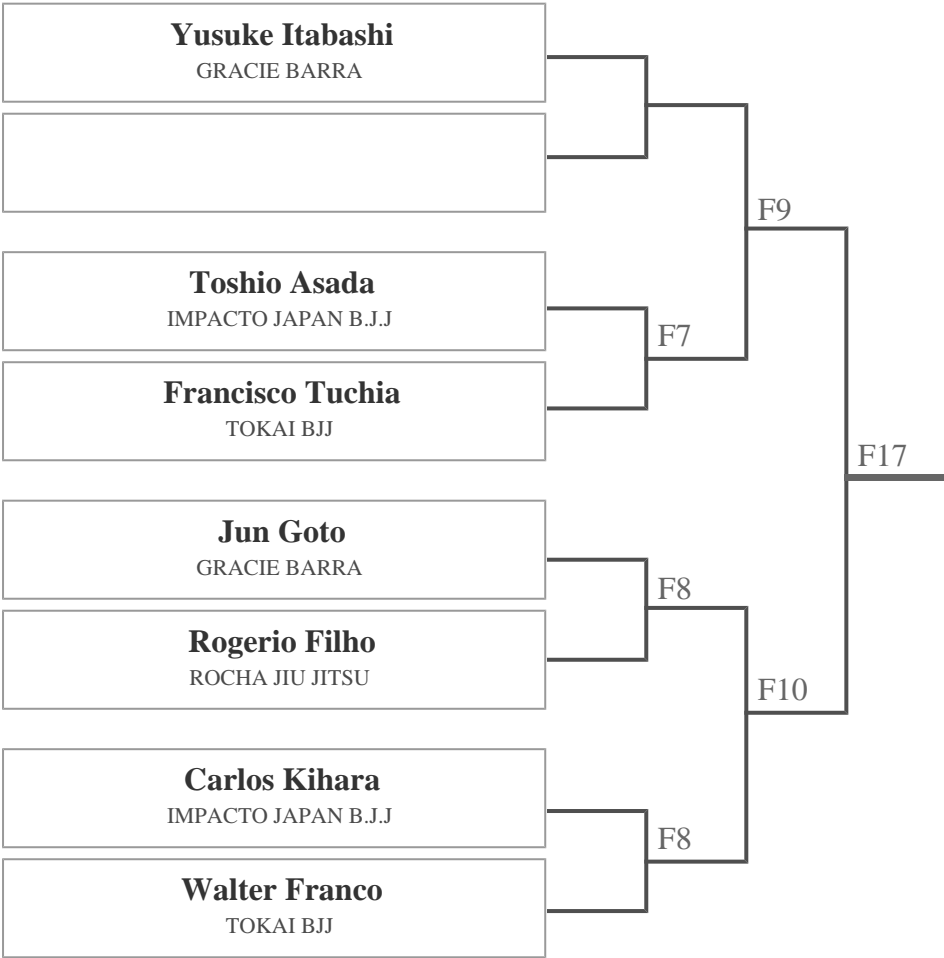 Yusuke Itabashi
GRACIE BARRA
F9
Toshio Asada
IMPACTO JAPAN B.J.J
F7
Francisco Tuchia
TOKAI BJJ
F17
Jun Goto
GRACIE BARRA
F8
Rogerio Filho
ROCHA JIU JITSU
F10
Carlos Kihara
IMPACTO JAPAN B.J.J
F8
Walter Franco
TOKAI BJJ